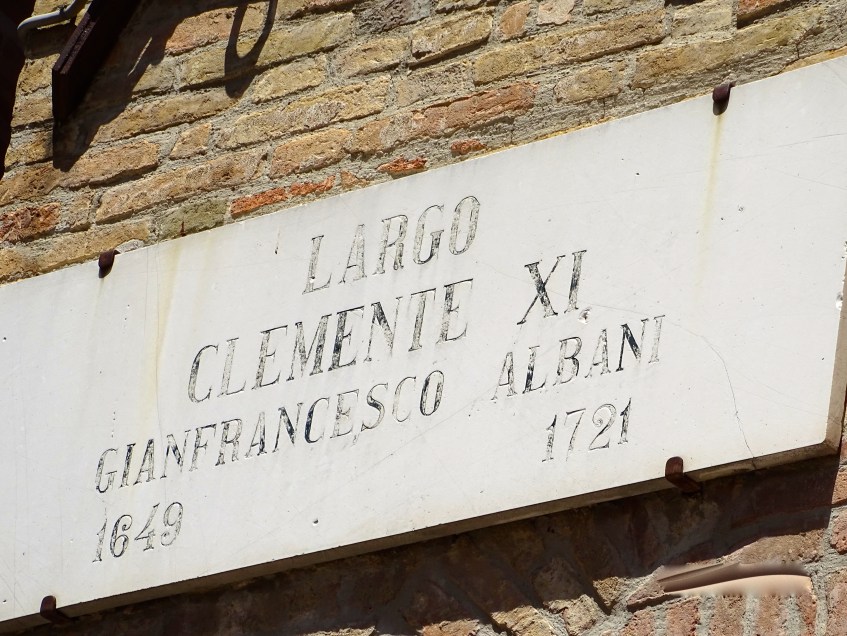 LARGO
CLEMENTE XI
GIANFRANCESCO ALBANI
1649 1721